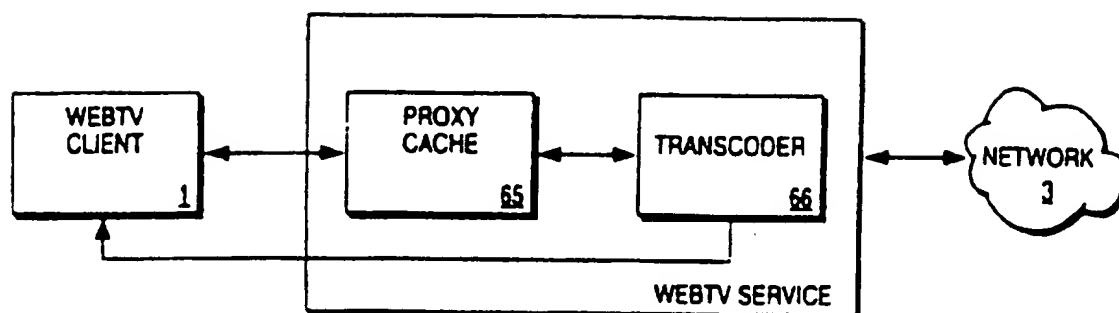 WEBTV
CLIENT
1
PROXY
CACHE
65
TRANSCODER
66
NETWORK
3
WEBTV SERVICE